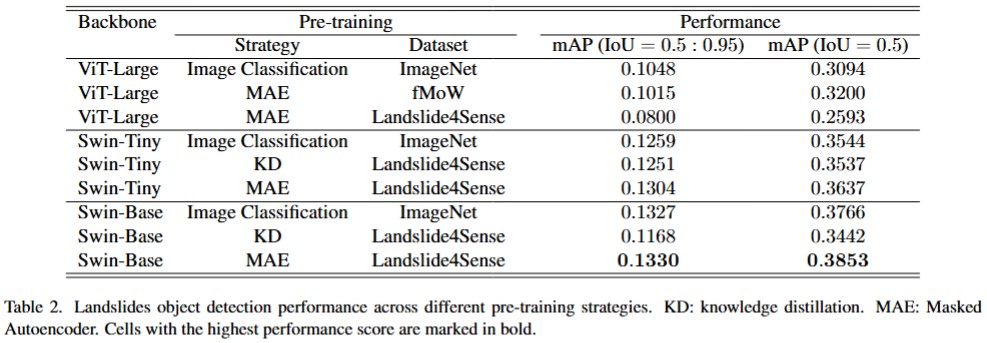 Backbone Pre-training Performance
Strategy Dataset mAP (IoU = 0.5 : 0.95) mAP (IoU = 0.5)
ViT-Large Image Classification ImageNet 0.1048 0.3094
ViT-Large MAE fMoW 0.1015 0.3200
ViT-Large MAE Landslide4Sense 0.0800 0.2593
Swin-Tiny Image Classification ImageNet 0.1259 0.3544
Swin-Tiny KD Landslide4Sense 0.1251 0.3537
Swin-Tiny MAE Landslide4Sense 0.1304 0.3637
Swin-Base Image Classification ImageNet 0.1327 0.3766
Swin-Base KD Landslide4Sense 0.1168 0.3442
Swin-Base MAE Landslide4Sense 0.1330 0.3853
Table 2. Landslides object detection performance across different pre-training strategies. KD: knowledge distillation. MAE: Masked
Autoencoder. Cells with the highest performance score are marked in bold.